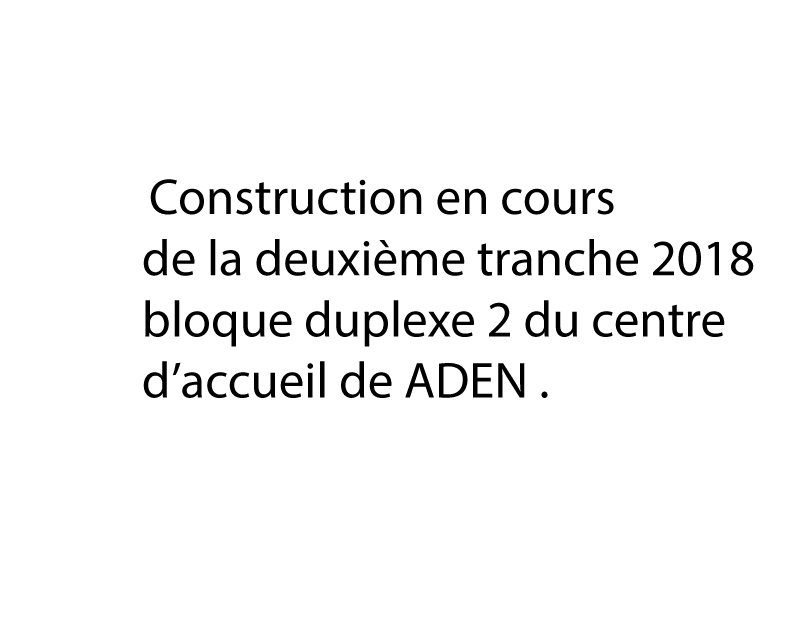 Construction en cours
de la deuxième tranche 2018
bloque duplexe 2 du centre
d’accueil de ADEN .